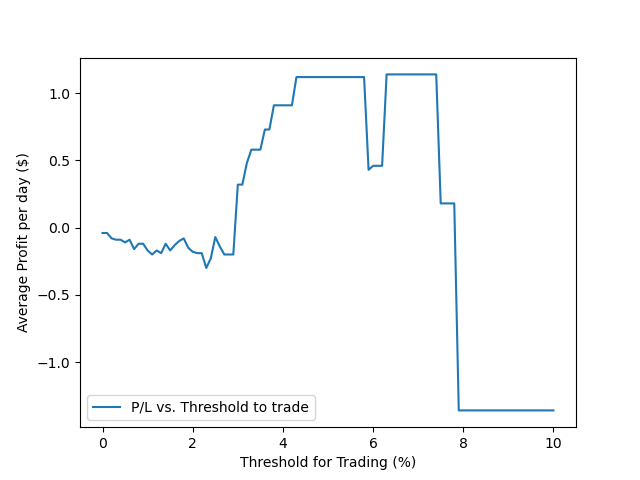 1.0
0.5
0.0
−0.5
−1.0
Average Profit per day ($)
P/L vs. Threshold to trade
0 2 4 6 8 10
Threshold for Trading (%)